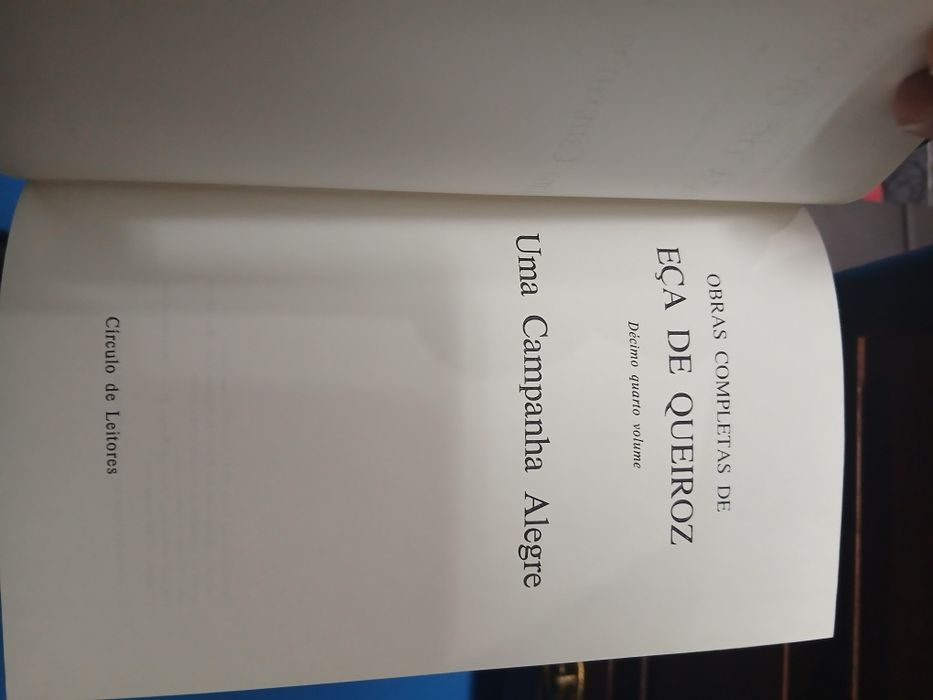 OBRAS COMPLETAS DE
EÇA DE QUEIROZ
Décimo quarto volume
Uma Campanha Alegre
Círculo de Leitores